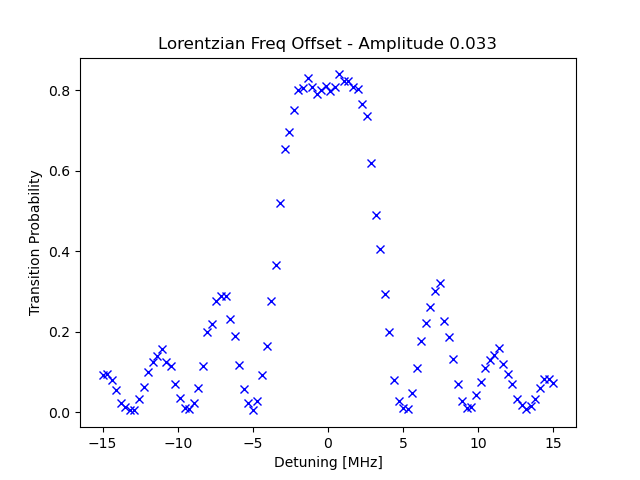 Lorentzian Freq Offset - Amplitude 0.033
Transition Probability
0.8
0.6
0.4
0.2
0.0
−15 −10 −5 0 5 10 15
Detuning [MHz]